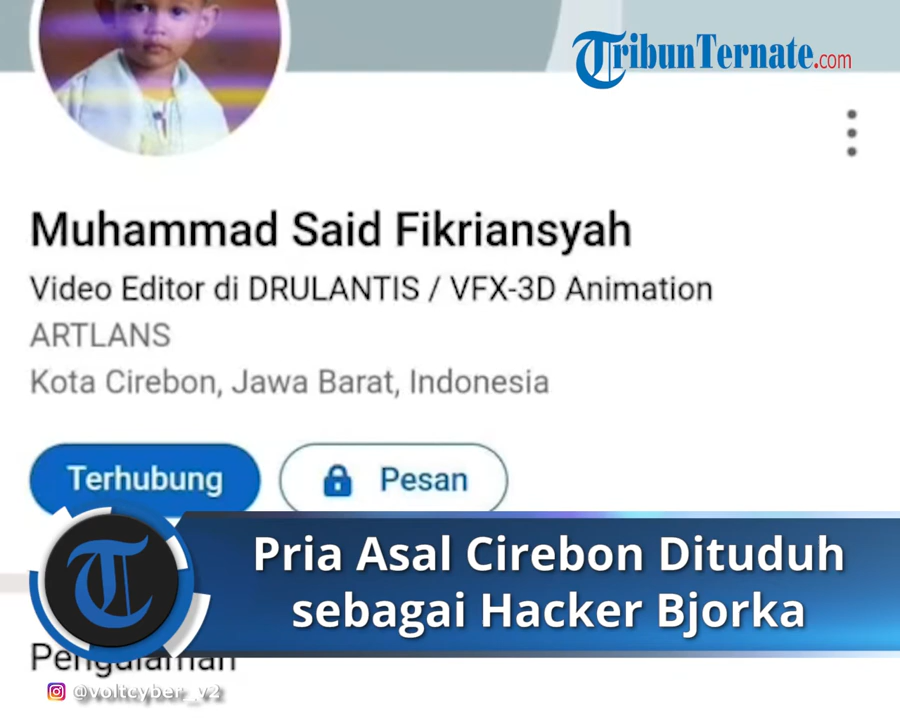 TribunTernate.com
Muhammad Said Fikriansyah
Video Editor di DRULANTIS / VFX-3D Animation
ARTLANS
Kota Cirebon, Jawa Barat, Indonesia
Terhubung
Pesan
Pria Asal Cirebon Dituduh
sebagai Hacker Bjorka
T
Pengalaman
@voltcyber_v2